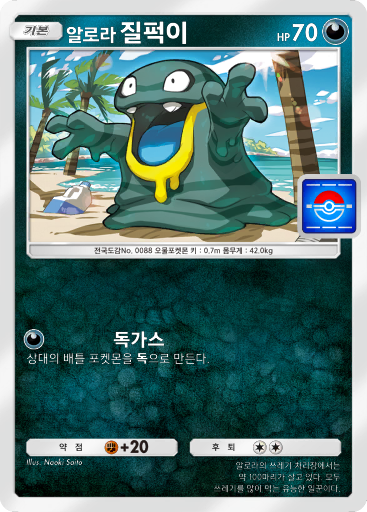 기본 알로라 질퍽이 HP 70
전국도감No. 0088 오물포켓몬 키 : 0.7m 몸무게 : 42.0kg
독가스
상대의 배틀 포켓몬을 독으로 만든다.
약점 +20 후퇴
Illus. Naoki Saito
알로라의 쓰레기 처리장에서는
약 100마리가 살고 있다. 모두
쓰레기를 많이 먹는 유능한 일꾼이다.